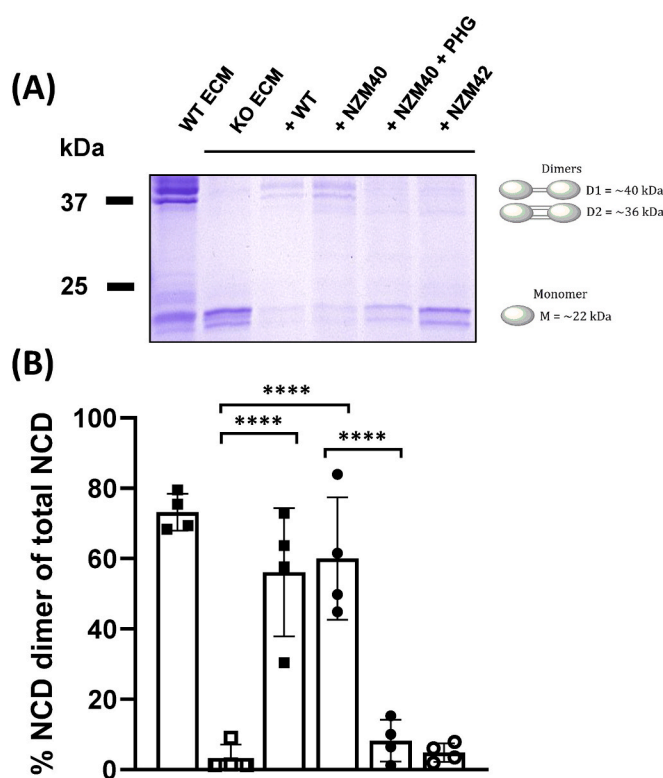 (A)
WT ECM
KO ECM
+ WT
+ NZM40
+ NZM40 + PHG
+ NZM42
kDa
37
25
Dimers
D1 = ~40 kDa
D2 = ~36 kDa
Monomer
M = ~22 kDa
(B)
% NCD dimer of total NCD
100
80
60
40
20
0
****
****
****